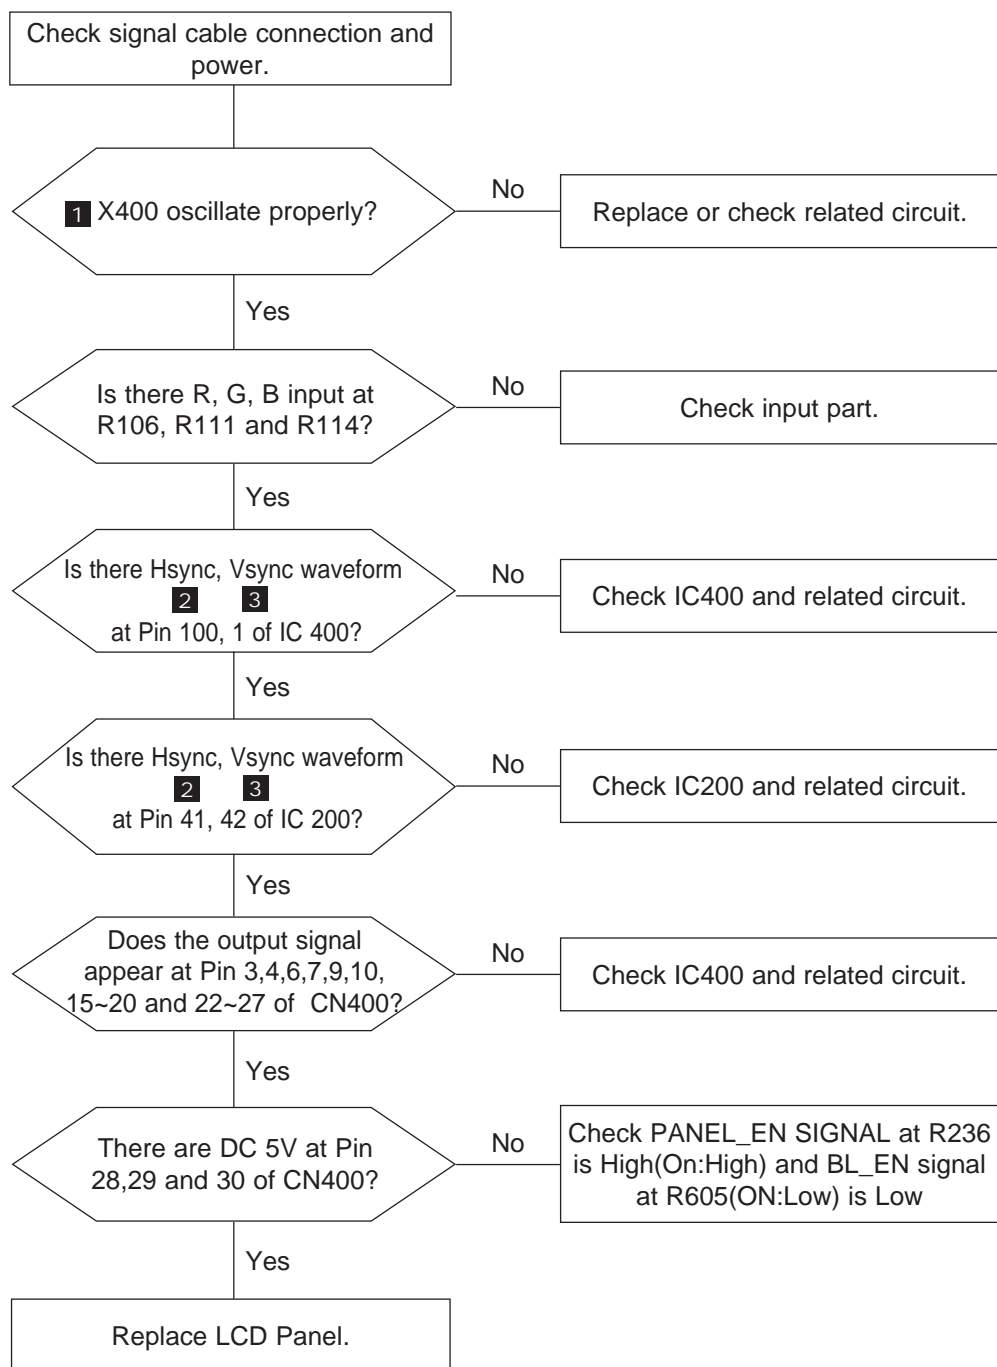 Check signal cable connection and
power.
1 X400 oscillate properly?
No
Replace or check related circuit.
Yes
Is there R, G, B input at
R106, R111 and R114?
No
Check input part.
Yes
Is there Hsync, Vsync waveform
2 3
at Pin 100, 1 of IC 400?
No
Check IC400 and related circuit.
Yes
Is there Hsync, Vsync waveform
2 3
at Pin 41, 42 of IC 200?
No
Check IC200 and related circuit.
Yes
Does the output signal
appear at Pin 3,4,6,7,9,10,
15~20 and 22~27 of CN400?
No
Check IC400 and related circuit.
Yes
There are DC 5V at Pin
28,29 and 30 of CN400?
No
Check PANEL_EN SIGNAL at R236
is High(On:High) and BL_EN signal
at R605(ON:Low) is Low
Yes
Replace LCD Panel.